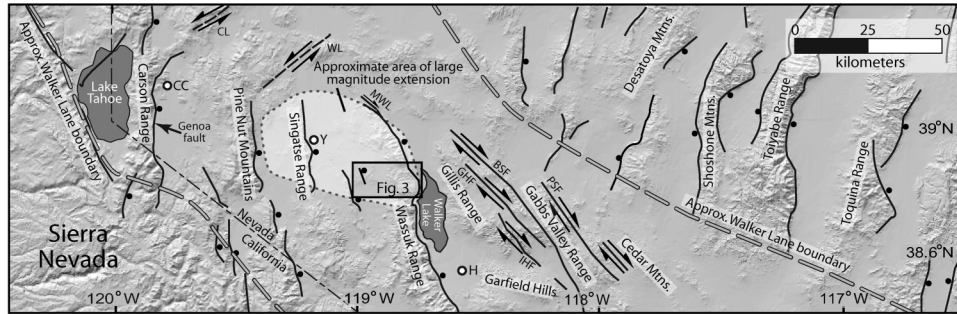 CL
WL
Approximate area of large
magnitude extension
MWL
Approx. Walker Lane boundary
Lake
Tahoe
Carson Range
CC
Genoa
fault
Pine Nut Mountains
Singatse Range
Y
Fig. 3
Walker
Lake
Wassuk Range
H
Gillis Range
GHF
BSF
PSF
IHF
Gabbs Valley Range
Garfield Hills
Cedar Mtns.
Approx. Walker Lane boundary
Desatoya Mtns.
Shoshone Mtns.
Toiyabe Range
Toquina Range
0 25 50
kilometers
39°N
38.6°N
Sierra
Nevada
Nevada
California
120°W
119°W
118°W
117°W